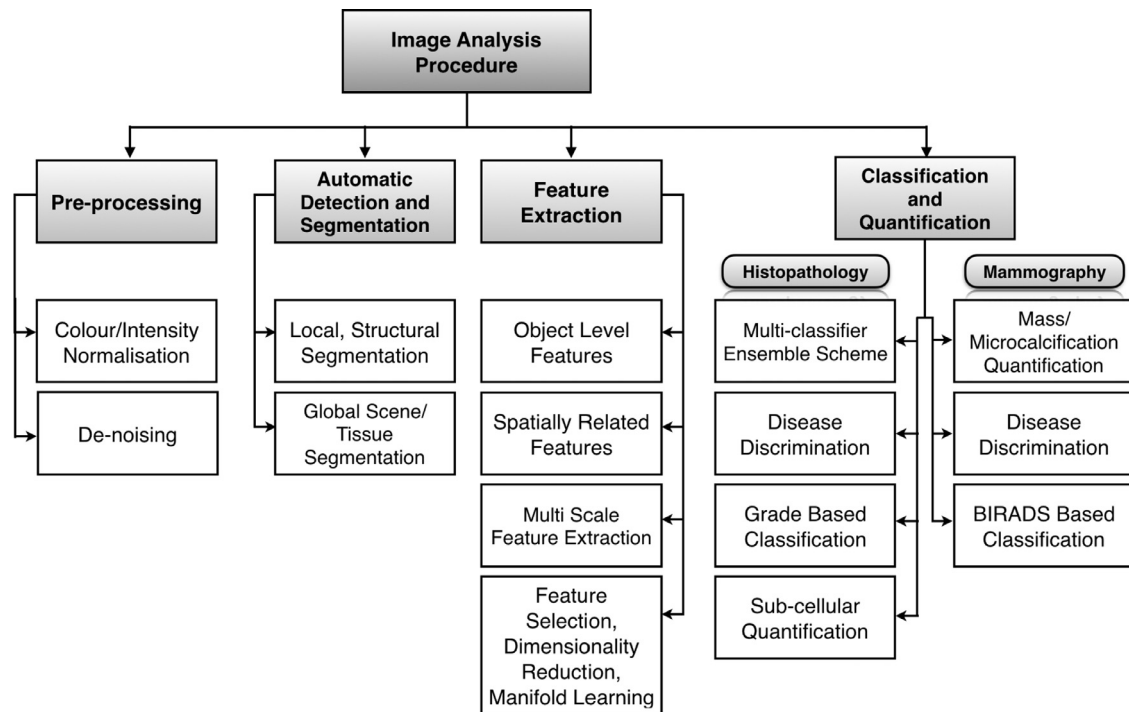 Image Analysis
Procedure
Pre-processing
Automatic
Detection and
Segmentation
Feature
Extraction
Classification
and
Quantification
Histopathology
Mammography
Colour/Intensity
Normalisation
De-noising
Local, Structural
Segmentation
Global Scene/
Tissue
Segmentation
Object Level
Features
Spatially Related
Features
Multi Scale
Feature Extraction
Feature
Selection,
Dimensionality
Reduction,
Manifold Learning
Multi-classifier
Ensemble Scheme
Disease
Discrimination
Grade Based
Classification
Sub-cellular
Quantification
Mass/
Microcalcification
Quantification
Disease
Discrimination
BIRADS Based
Classification